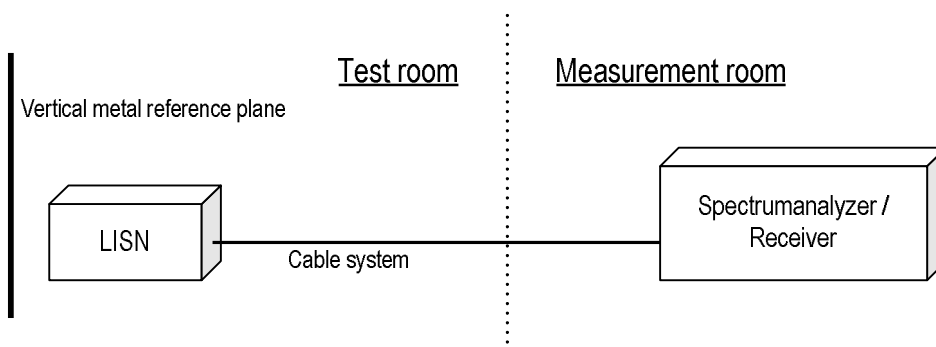 Test room
Measurement room
Vertical metal reference plane
LISN
Cable system
Spectrumanalyzer /
Receiver